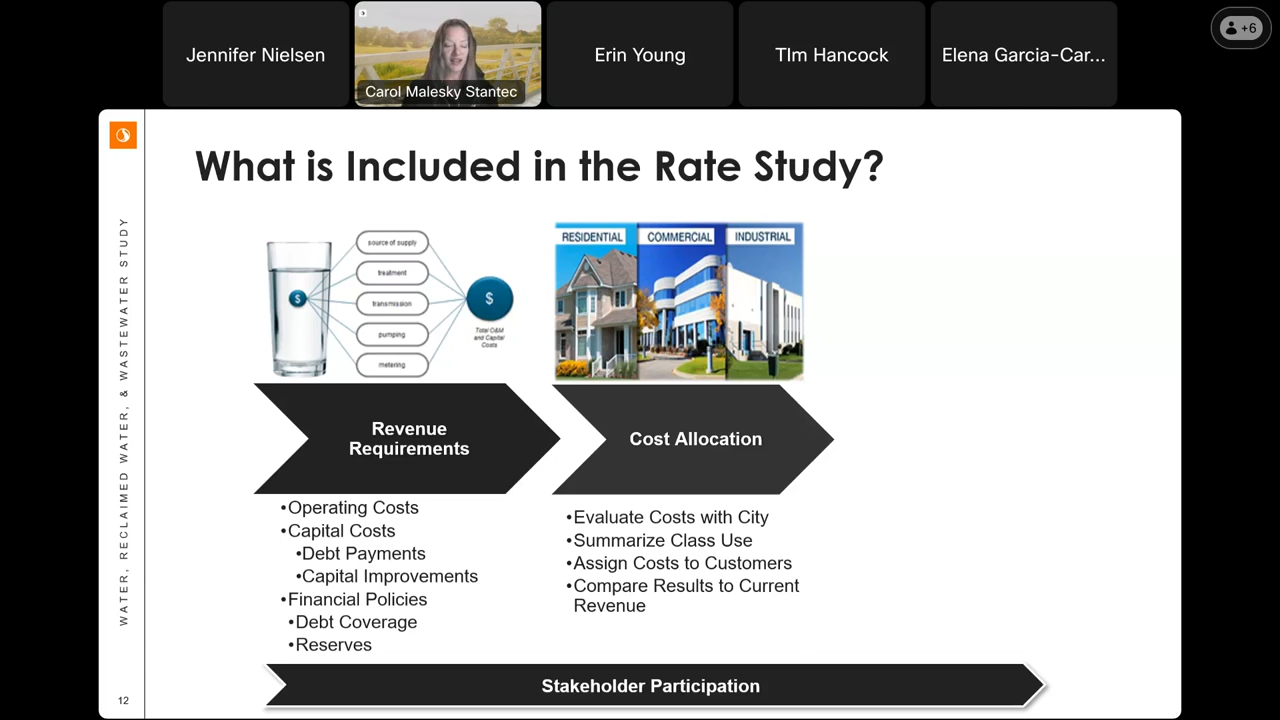 Jennifer Nielsen
Carol Malesky Stantec
Erin Young
TIm Hancock
Elena Garcia-Car...
+6
What is Included in the Rate Study?
WATER, RECLAIMED WATER, & WASTEWATER STUDY
source of supply
treatment
transmission
pumping
metering
$
$
Total O&M
and Capital
Costs
RESIDENTIAL
COMMERCIAL
INDUSTRIAL
Revenue
Requirements
•Operating Costs
•Capital Costs
•Debt Payments
•Capital Improvements
•Financial Policies
•Debt Coverage
•Reserves
Cost Allocation
•Evaluate Costs with City
•Summarize Class Use
•Assign Costs to Customers
•Compare Results to Current
Revenue
Stakeholder Participation
12